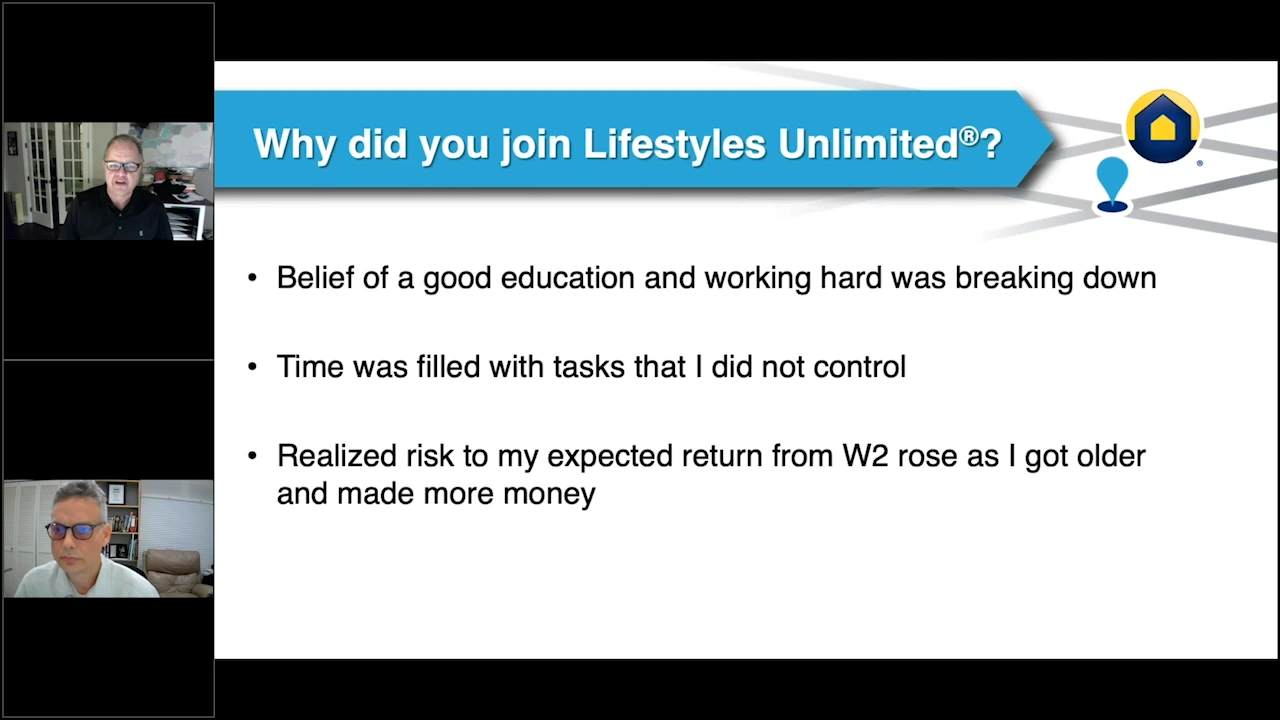 Why did you join Lifestyles Unlimited®?
®
• Belief of a good education and working hard was breaking down
• Time was filled with tasks that I did not control
• Realized risk to my expected return from W2 rose as I got older
and made more money